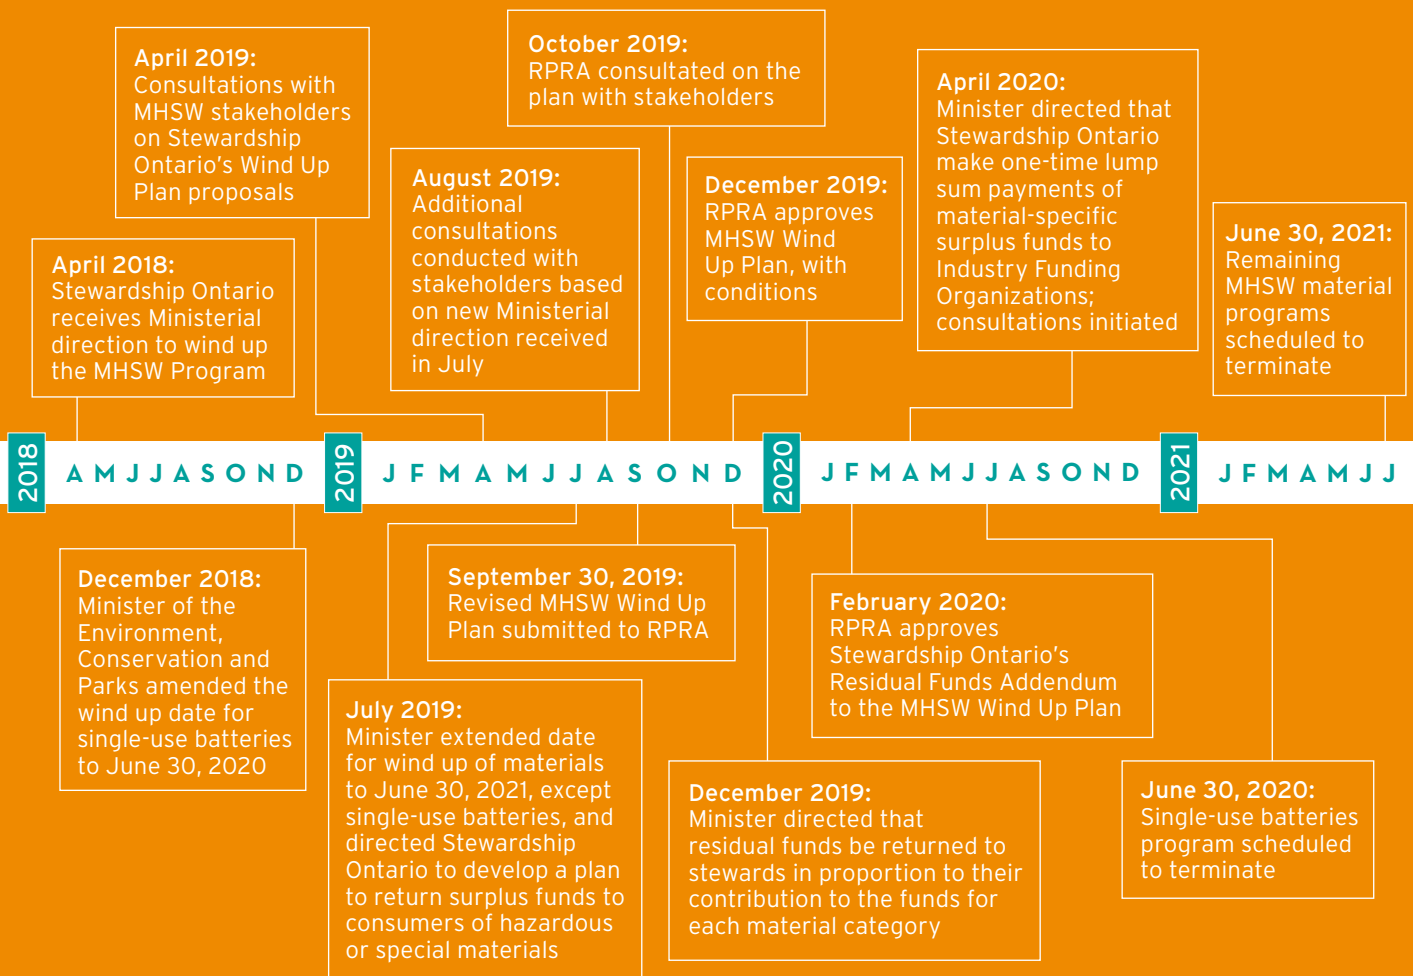 April 2019:
Consultations with
MHSW stakeholders
on Stewardship
Ontario's Wind Up
Plan proposals
October 2019:
RPRA consultated on the
plan with stakeholders
April 2020:
Minister directed that
Stewardship Ontario
make one-time lump
sum payments of
material-specific
surplus funds to
Industry Funding
Organizations;
consultations initiated
August 2019:
Additional
consultations
conducted with
stakeholders based
on new Ministerial
direction received
in July
December 2019:
RPRA approves
MHSW Wind
Up Plan, with
conditions
June 30, 2021:
Remaining
MHSW material
programs
scheduled to
terminate
April 2018:
Stewardship Ontario
receives Ministerial
direction to wind up
the MHSW Program
2018 A M J J A S O N D 2019 J F M A M J J A S O N D 2020 J F M A M J J A S O N D 2021 J F M A M J J
December 2018:
Minister of the
Environment,
Conservation and
Parks amended the
wind up date for
single-use batteries
to June 30, 2020
September 30, 2019:
Revised MHSW Wind Up
Plan submitted to RPRA
February 2020:
RPRA approves
Stewardship Ontario's
Residual Funds Addendum
to the MHSW Wind Up Plan
July 2019:
Minister extended date
for wind up of materials
to June 30, 2021, except
single-use batteries, and
directed Stewardship
Ontario to develop a plan
to return surplus funds to
consumers of hazardous
or special materials
December 2019:
Minister directed that
residual funds be returned to
stewards in proportion to their
contribution to the funds for
each material category
June 30, 2020:
Single-use batteries
program scheduled
to terminate